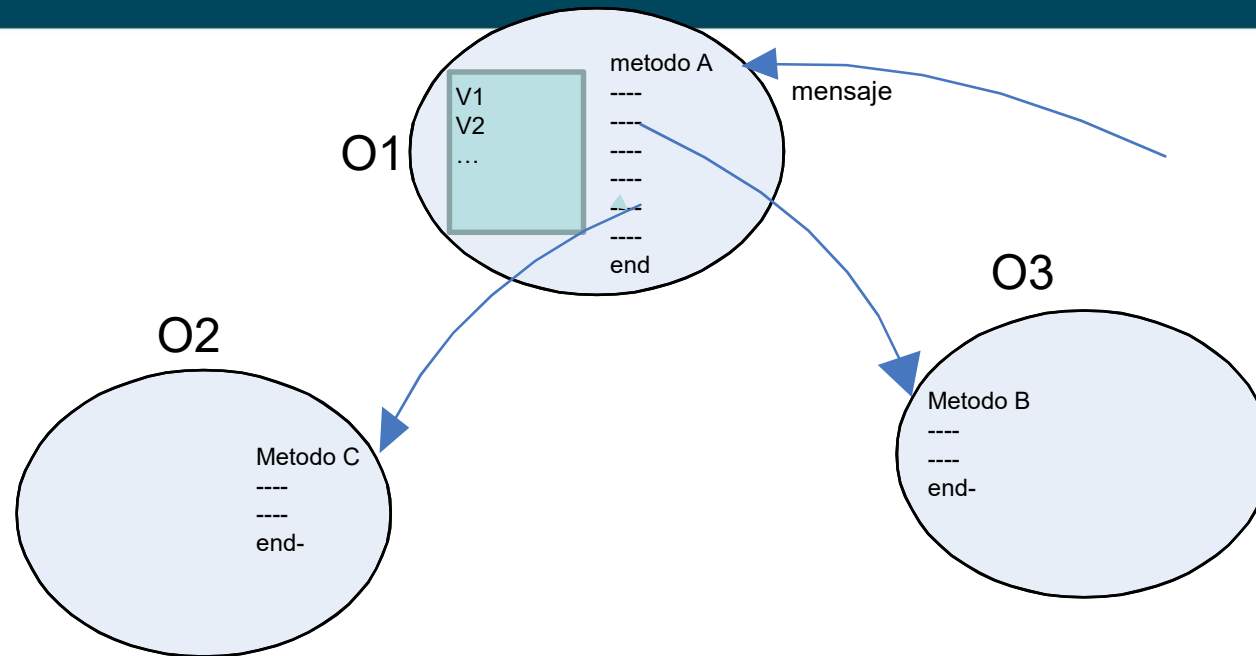 metodo A
----
----
----
----
----
----
end
V1
V2
...
O1
mensaje
O3
O2
Metodo B
----
----
end-
Metodo C
----
----
end-